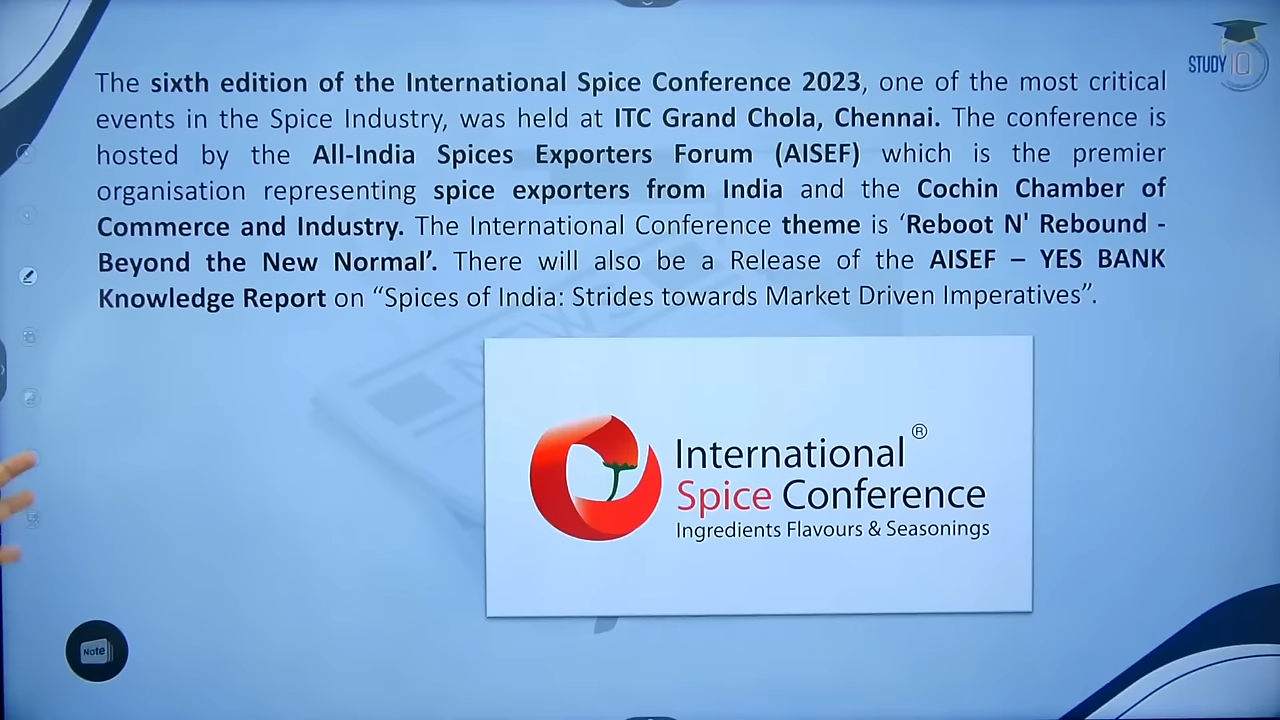 STUDY IQ
The sixth edition of the International Spice Conference 2023, one of the most critical
events in the Spice Industry, was held at ITC Grand Chola, Chennai. The conference is
hosted by the All-India Spices Exporters Forum (AISEF) which is the premier
organisation representing spice exporters from India and the Cochin Chamber of
Commerce and Industry. The International Conference theme is ‘Reboot N' Rebound -
Beyond the New Normal’. There will also be a Release of the AISEF – YES BANK
Knowledge Report on “Spices of India: Strides towards Market Driven Imperatives”.
NEWS
®
International
Spice Conference
Ingredients Flavours & Seasonings
Note